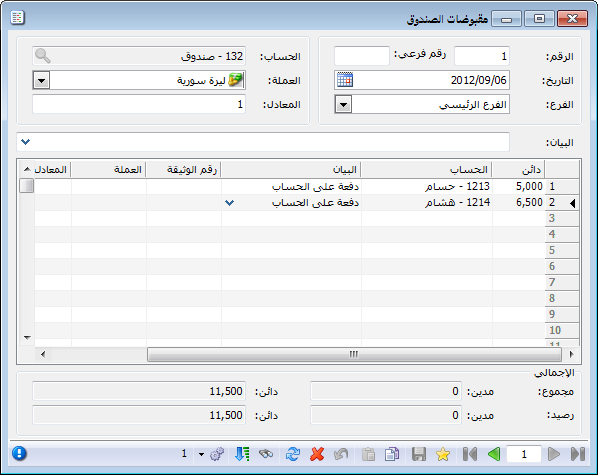 مقبوضات الصندوق
الرقم: 1 رقم فرعي:
التاريخ: 2012/09/06
الفرع: الفرع الرئيسي
الحساب: 132 - صندوق
العملة: ليرة سورية
المعادل: 1
البيان:
دائن الحساب البيان رقم الوثيقة العملة المعادل
1 5,000 1213 - حسام دفعة على الحساب
2 6,500 1214 - هشام دفعة على الحساب
3
4
5
6
7
8
9
10
11
الإجمالي
مجموع: مدين: 0 دائن: 11,500
رصيد: مدين: 0 دائن: 11,500
1
1